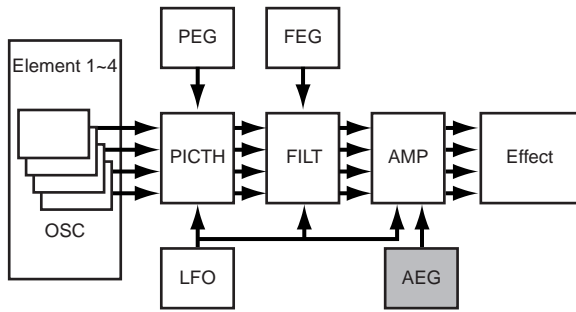 PEG
FEG
Element 1~4
PICTH
FILT
AMP
Effect
OSC
LFO
AEG